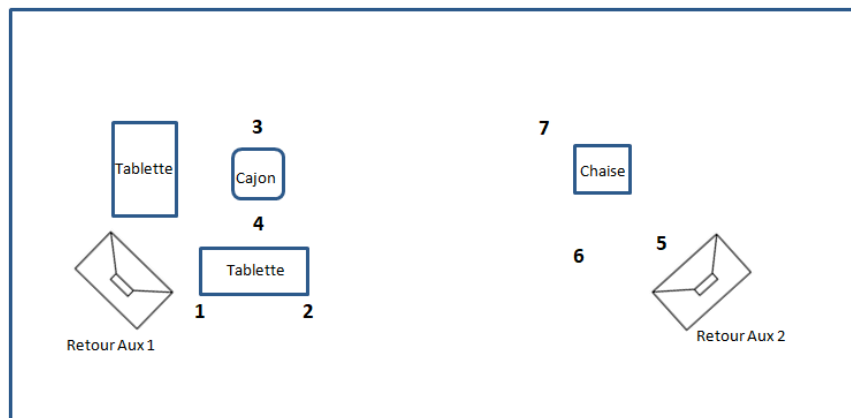 3
7
Tablette
Cajon
Chaise
4
5
6
Tablette
1
2
Retour Aux 1
Retour Aux 2